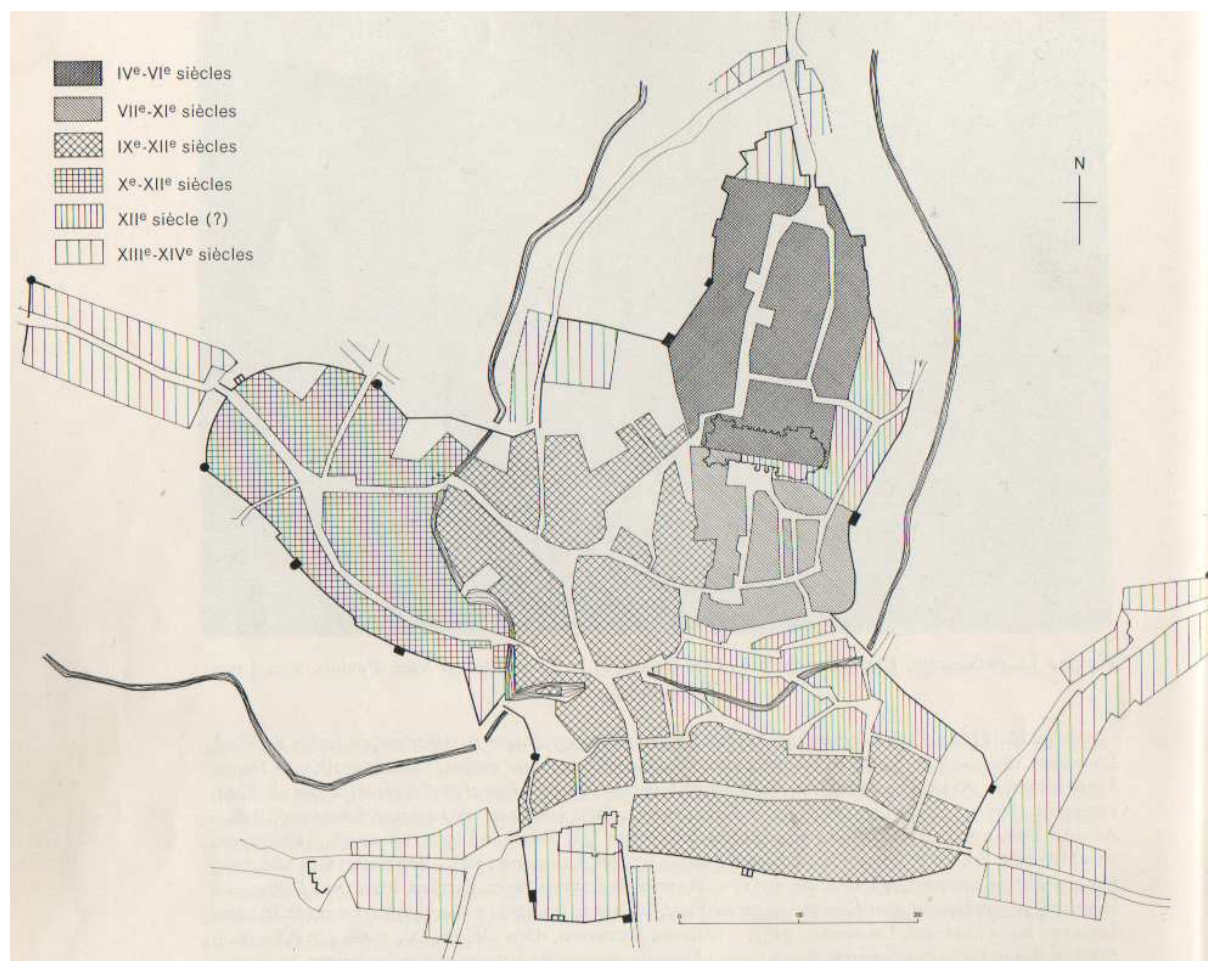 IVe-VIe siècles
VIIe-XIe siècles
IXe-XIIe siècles
Xe-XIIe siècles
XIIe siècle (?)
XIIIe-XIVe siècles
N
0 100 200